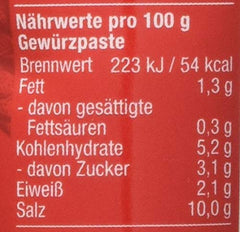 Nährwerte pro 100 g
Gewürzpaste
Brennwert 223 kJ / 54 kcal
Fett 1,3 g
- davon gesättigte
Fettsäuren 0,3 g
Kohlenhydrate 5,2 g
- davon Zucker 3,1 g
Eiweiß 2,1 g
Salz 10,0 g